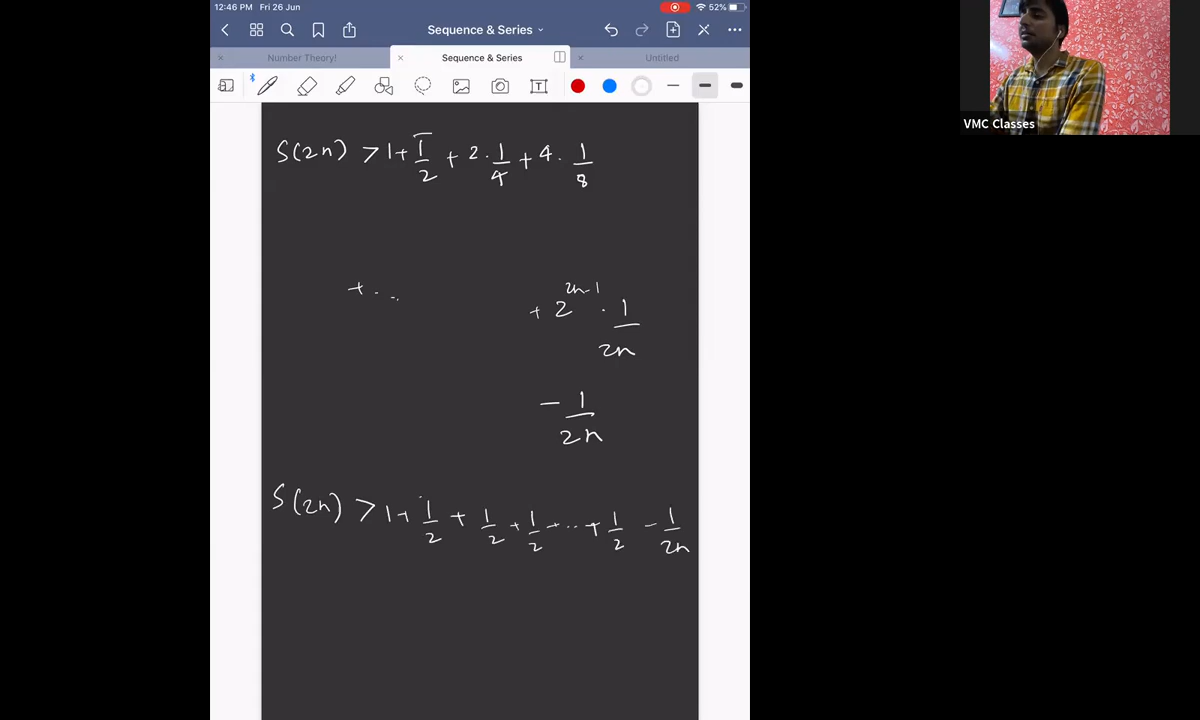 12:46 PM Fri 26 Jun
52%
Sequence & Series
Number Theory!
Sequence & Series
Untitled
T
VMC Classes
S(2n) > 1 + 1/2 + 2 · 1/4 + 4 · 1/8
+ ... + 2^(2n-1) · 1/2n
- 1/2n
S(2n) > 1 + 1/2 + 1/2 + 1/2 + ... + 1/2 - 1/2n